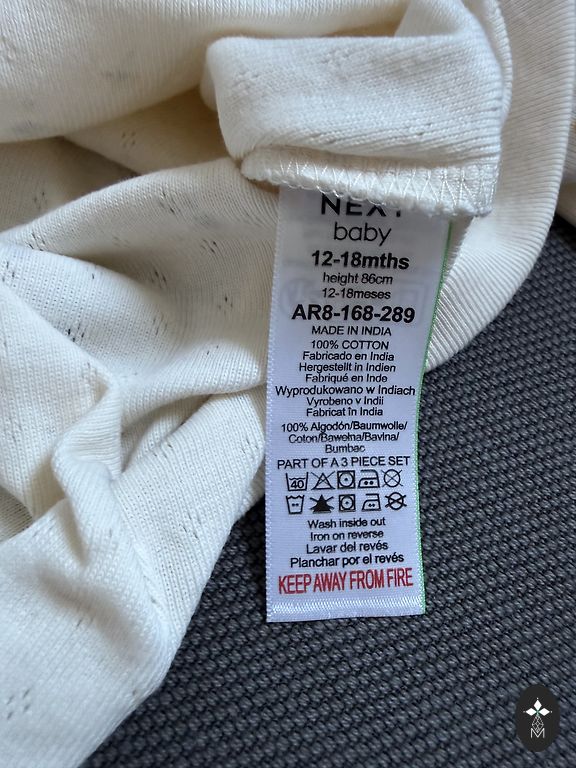 NEXT
baby
12-18mths
height 86cm
12-18meses
AR8-168-289
MADE IN INDIA
100% COTTON
Fabricado en India
Hergestellt in Indien
Fabriqué en Inde
Wyprodukowano w Indiach
Vyrobeno v Indii
Fabricat în India
100% Algodón/Baumwolle/
Coton/Bawełna/Bavlna/
Bumbac
PART OF A 3 PIECE SET
40
Wash inside out
Iron on reverse
Lavar del revés
Planchar por el revés
KEEP AWAY FROM FIRE
M